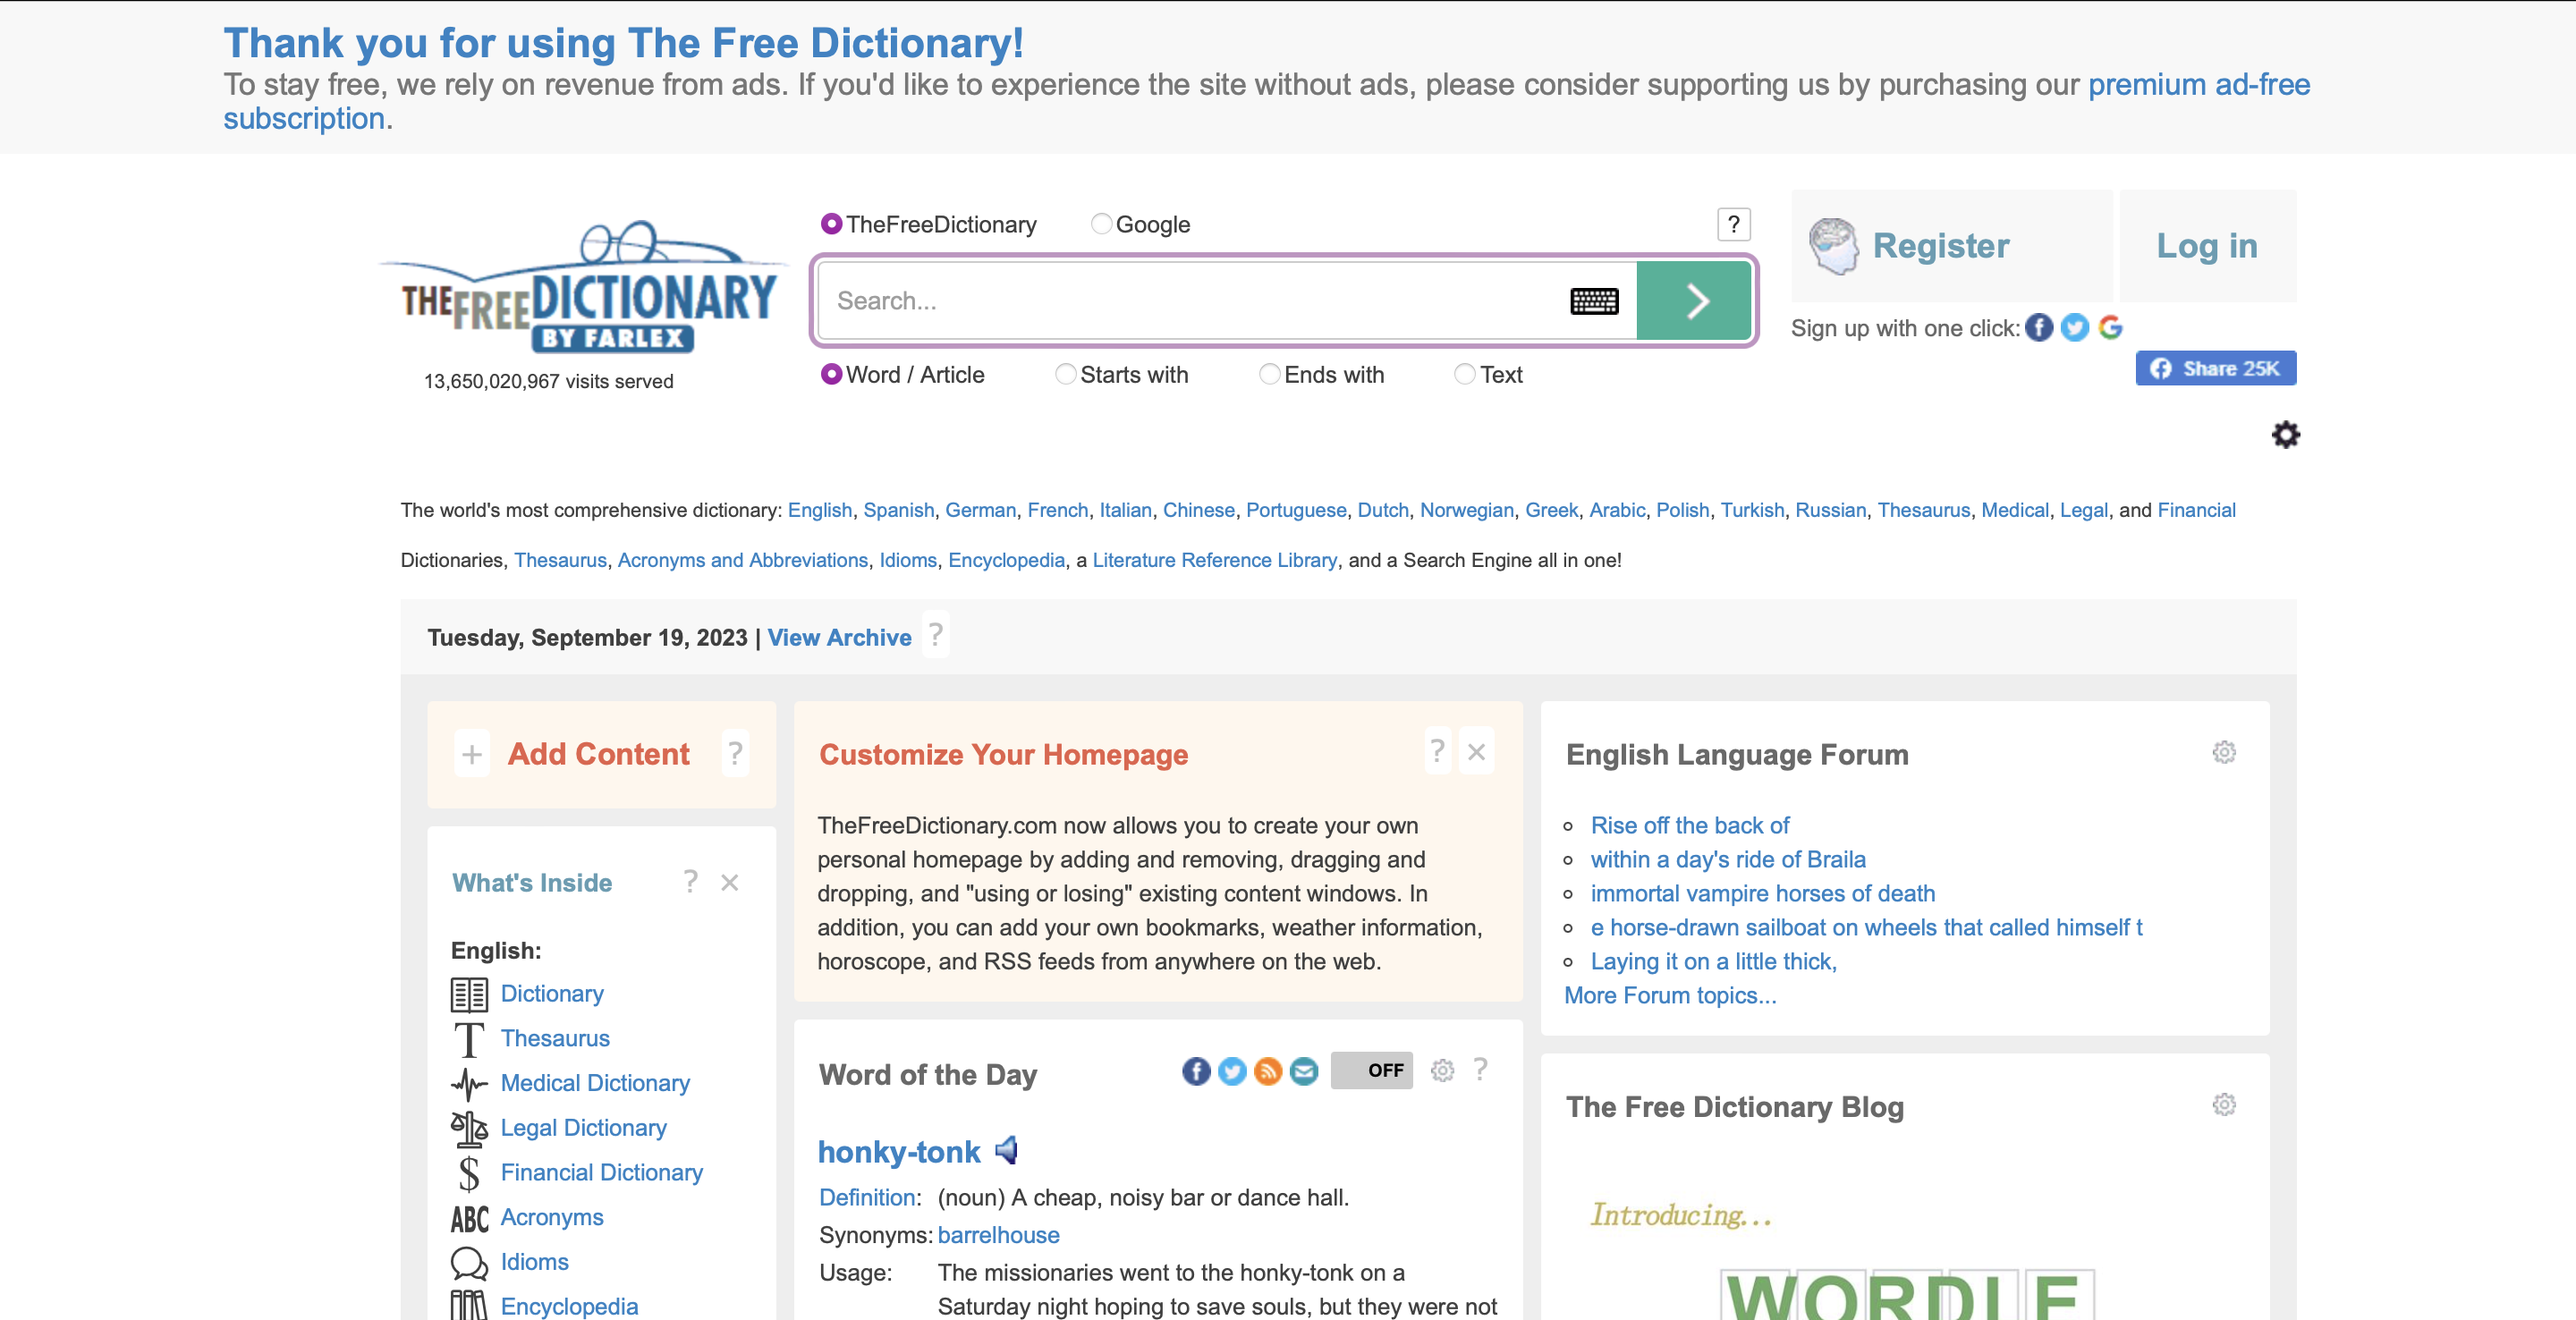 Thank you for using The Free Dictionary!
To stay free, we rely on revenue from ads. If you'd like to experience the site without ads, please consider supporting us by purchasing our premium ad-free
subscription.
THE FREE DICTIONARY
BY FARLEX
13,650,020,967 visits served
TheFreeDictionary Google ?
Search...
Word / Article Starts with Ends with Text
Register Log in
Sign up with one click:
Share 25K
The world's most comprehensive dictionary: English, Spanish, German, French, Italian, Chinese, Portuguese, Dutch, Norwegian, Greek, Arabic, Polish, Turkish, Russian, Thesaurus, Medical, Legal, and Financial
Dictionaries, Thesaurus, Acronyms and Abbreviations, Idioms, Encyclopedia, a Literature Reference Library, and a Search Engine all in one!
Tuesday, September 19, 2023 | View Archive ?
+ Add Content ?
What's Inside ? ×
English:
Dictionary
T Thesaurus
Medical Dictionary
Legal Dictionary
$ Financial Dictionary
ABC Acronyms
Idioms
Encyclopedia
Customize Your Homepage ? ×
TheFreeDictionary.com now allows you to create your own
personal homepage by adding and removing, dragging and
dropping, and "using or losing" existing content windows. In
addition, you can add your own bookmarks, weather information,
horoscope, and RSS feeds from anywhere on the web.
Word of the Day OFF ?
honky-tonk
Definition: (noun) A cheap, noisy bar or dance hall.
Synonyms: barrelhouse
Usage: The missionaries went to the honky-tonk on a
Saturday night hoping to save souls, but they were not
English Language Forum
Rise off the back of
within a day's ride of Braila
immortal vampire horses of death
e horse-drawn sailboat on wheels that called himself t
Laying it on a little thick,
More Forum topics...
The Free Dictionary Blog
Introducing...
WORDLE